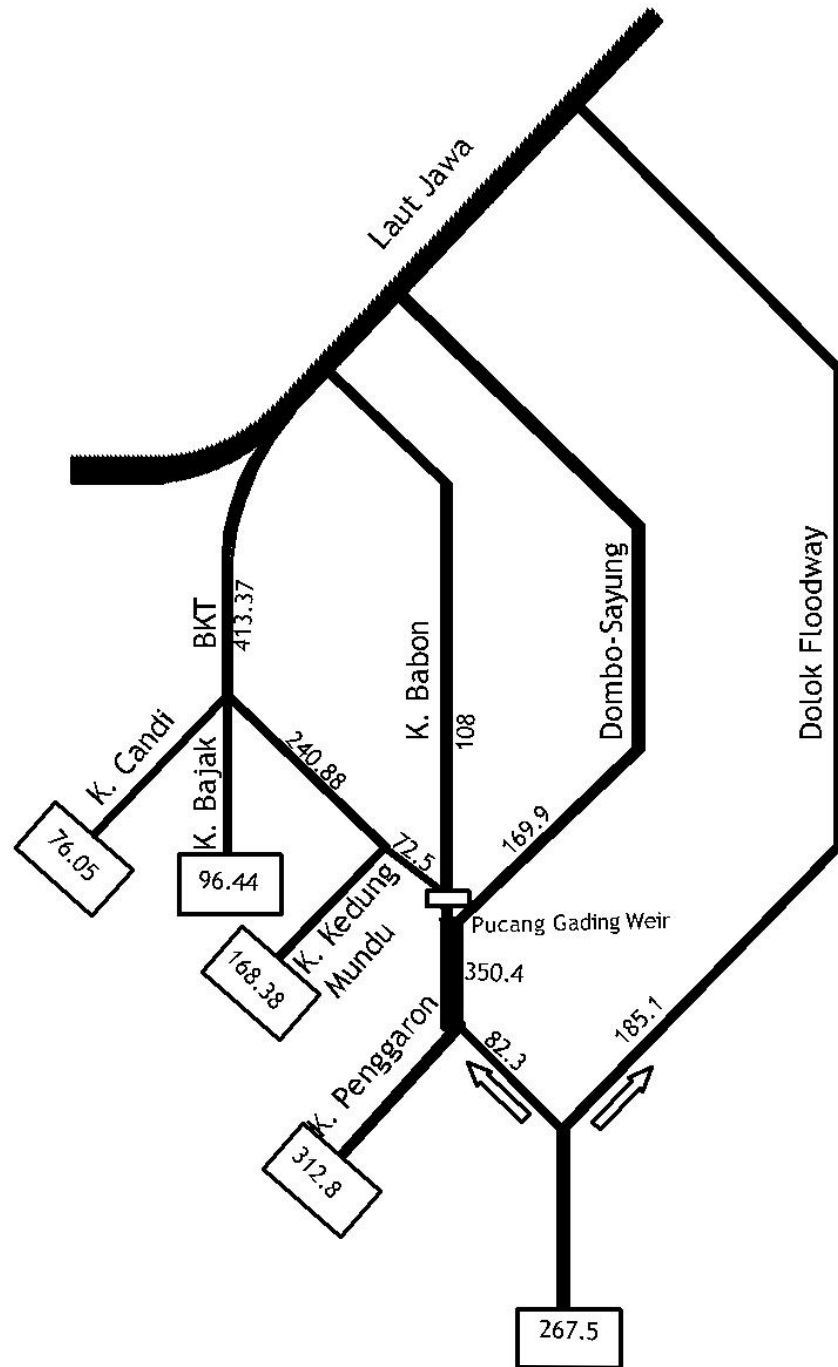 Laut Jawa
BKT
413.37
K. Babon
108
Dombo-Sayung
Dolok Floodway
K. Candi
76.05
K. Bajak
96.44
240.88
72.5
169.9
K. Kedung
Mundu
168.38
Pucang Gading Weir
350.4
K. Penggaron
312.8
82.3
185.1
267.5